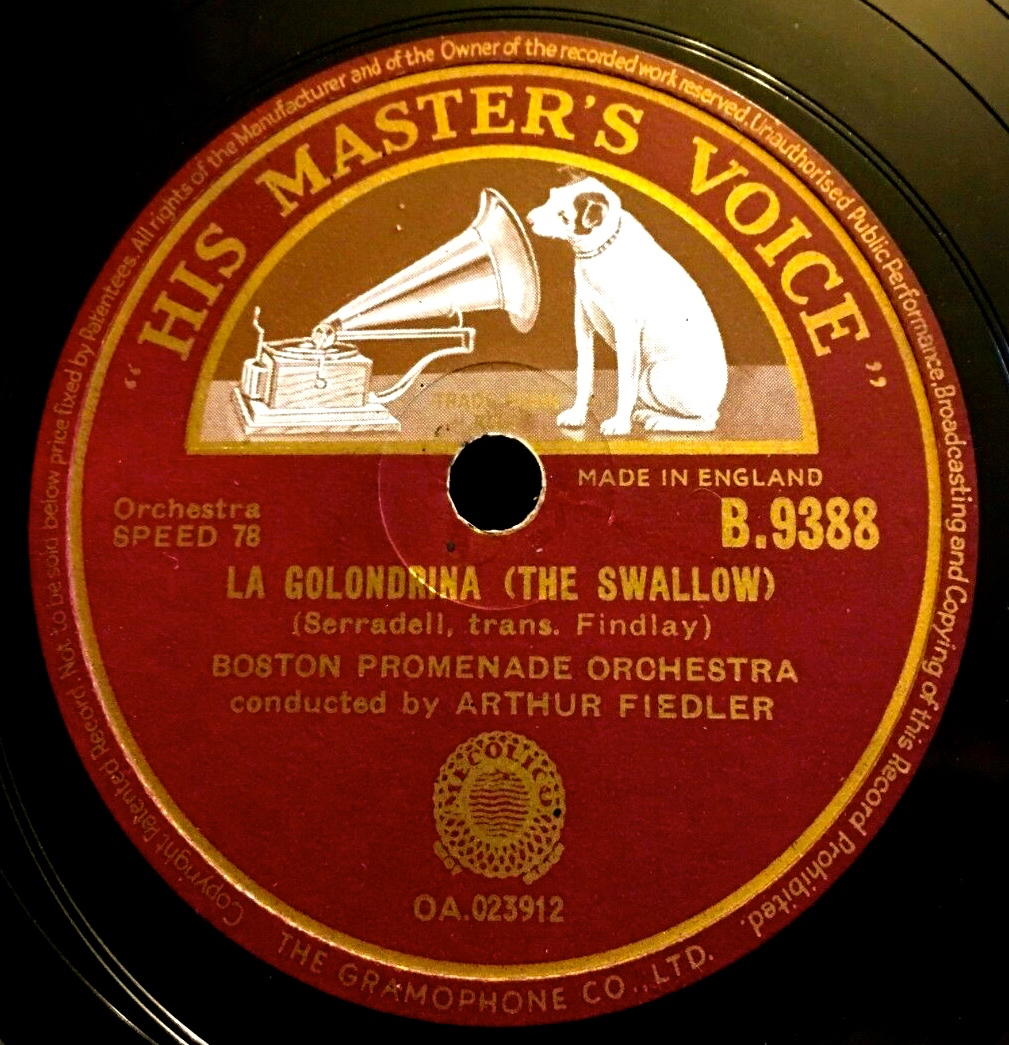 Copyright Patented Record. Not to be sold below price fixed by Patentees. All rights of the Manufacturer and of the Owner of the recorded work reserved. Unauthorised Public Performance, Broadcasting and Copying of this Record Prohibited.
“HIS MASTER'S VOICE”
MADE IN ENGLAND
Orchestra
SPEED 78
B.9388
LA GOLONDRINA (THE SWALLOW)
(Serradell, trans. Findlay)
BOSTON PROMENADE ORCHESTRA
conducted by ARTHUR FIEDLER
OA.023912
THE GRAMOPHONE CO., LTD.